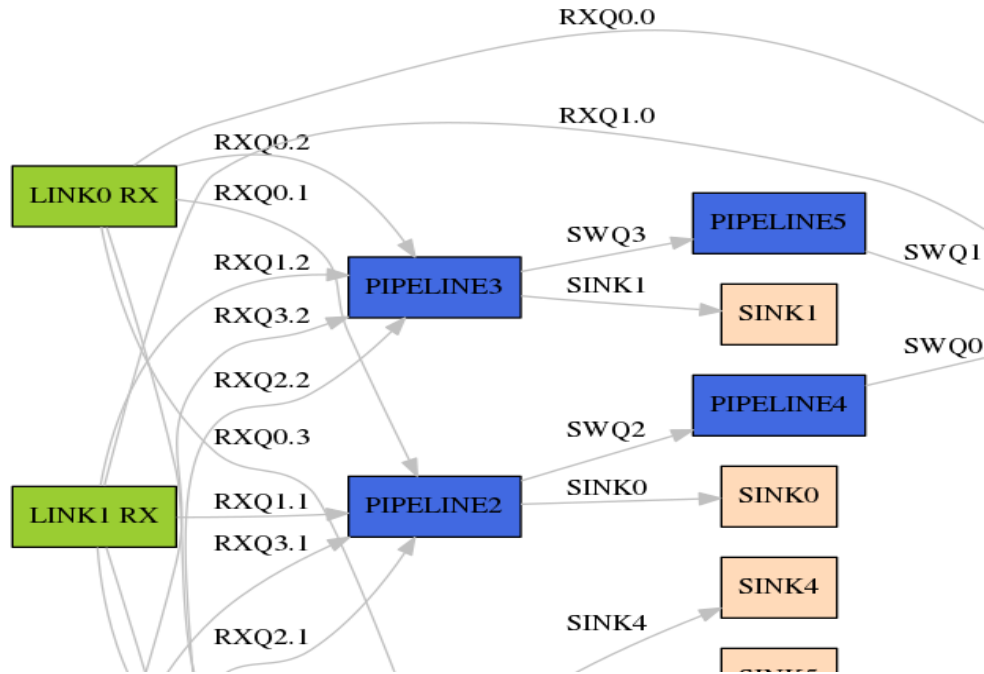 RXQ0.0
RXQ1.0
RXQ0.2
LINK0 RX
RXQ0.1
PIPELINE5
SWQ3
SWQ1
RXQ1.2
PIPELINE3
SINK1
SINK1
RXQ3.2
SWQ0
RXQ2.2
PIPELINE4
SWQ2
RXQ0.3
LINK1 RX
RXQ1.1
PIPELINE2
SINK0
SINK0
RXQ3.1
SINK4
SINK4
RXQ2.1